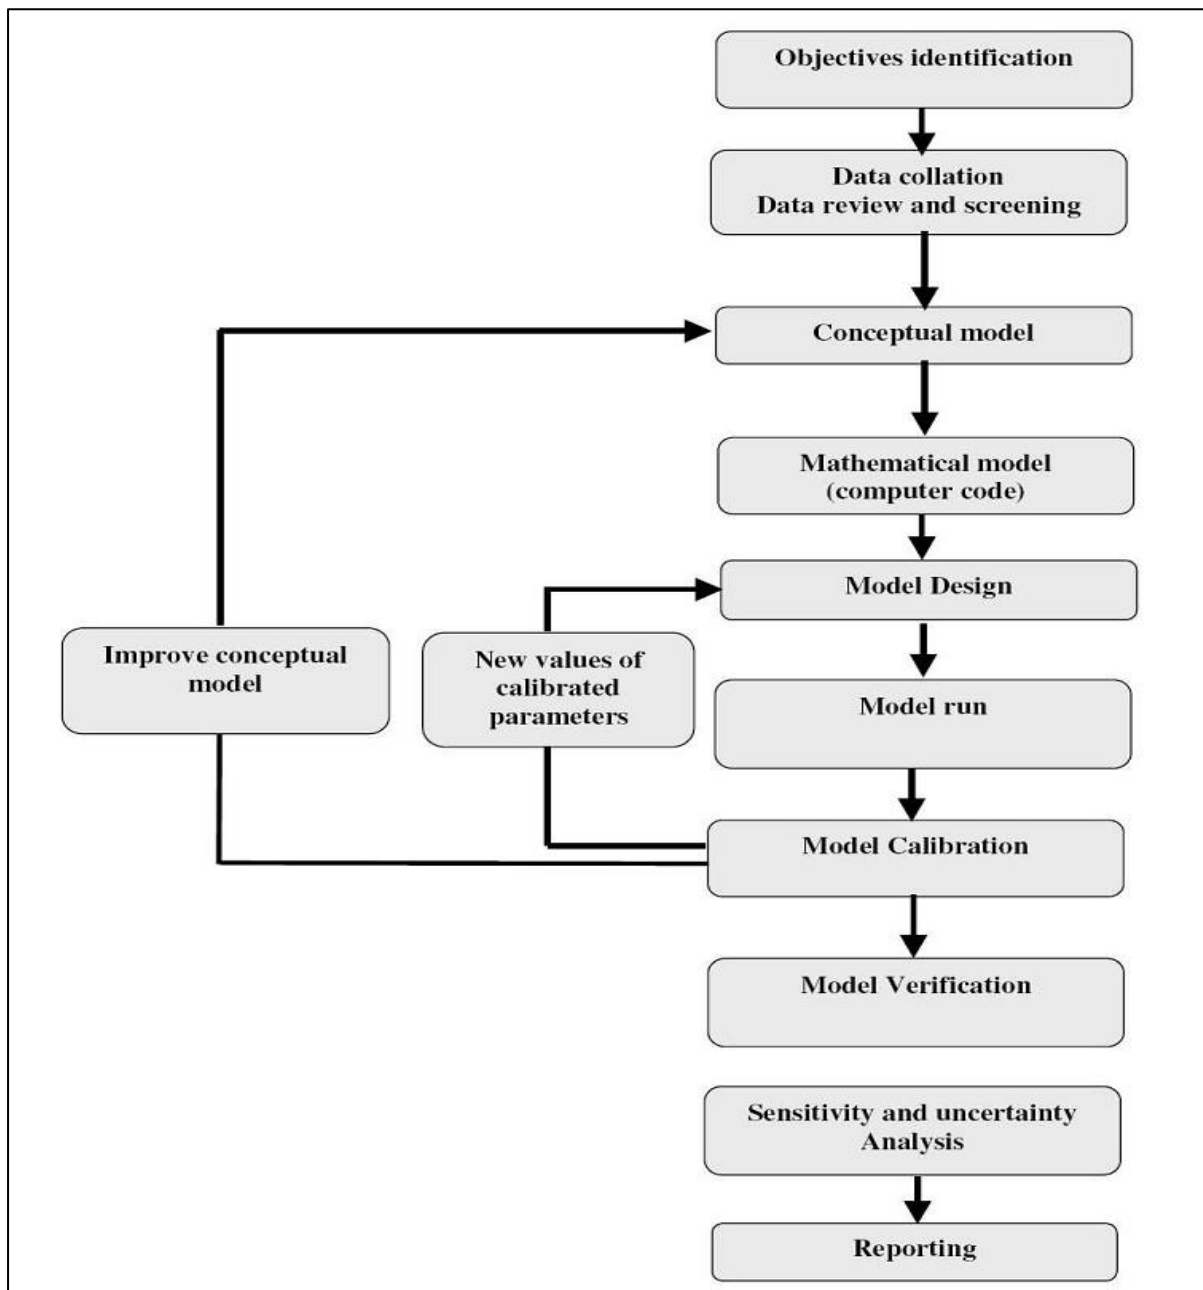 Objectives identification
Data collation
Data review and screening
Conceptual model
Mathematical model
(computer code)
Model Design
Improve conceptual
model
New values of
calibrated
parameters
Model run
Model Calibration
Model Verification
Sensitivity and uncertainty
Analysis
Reporting